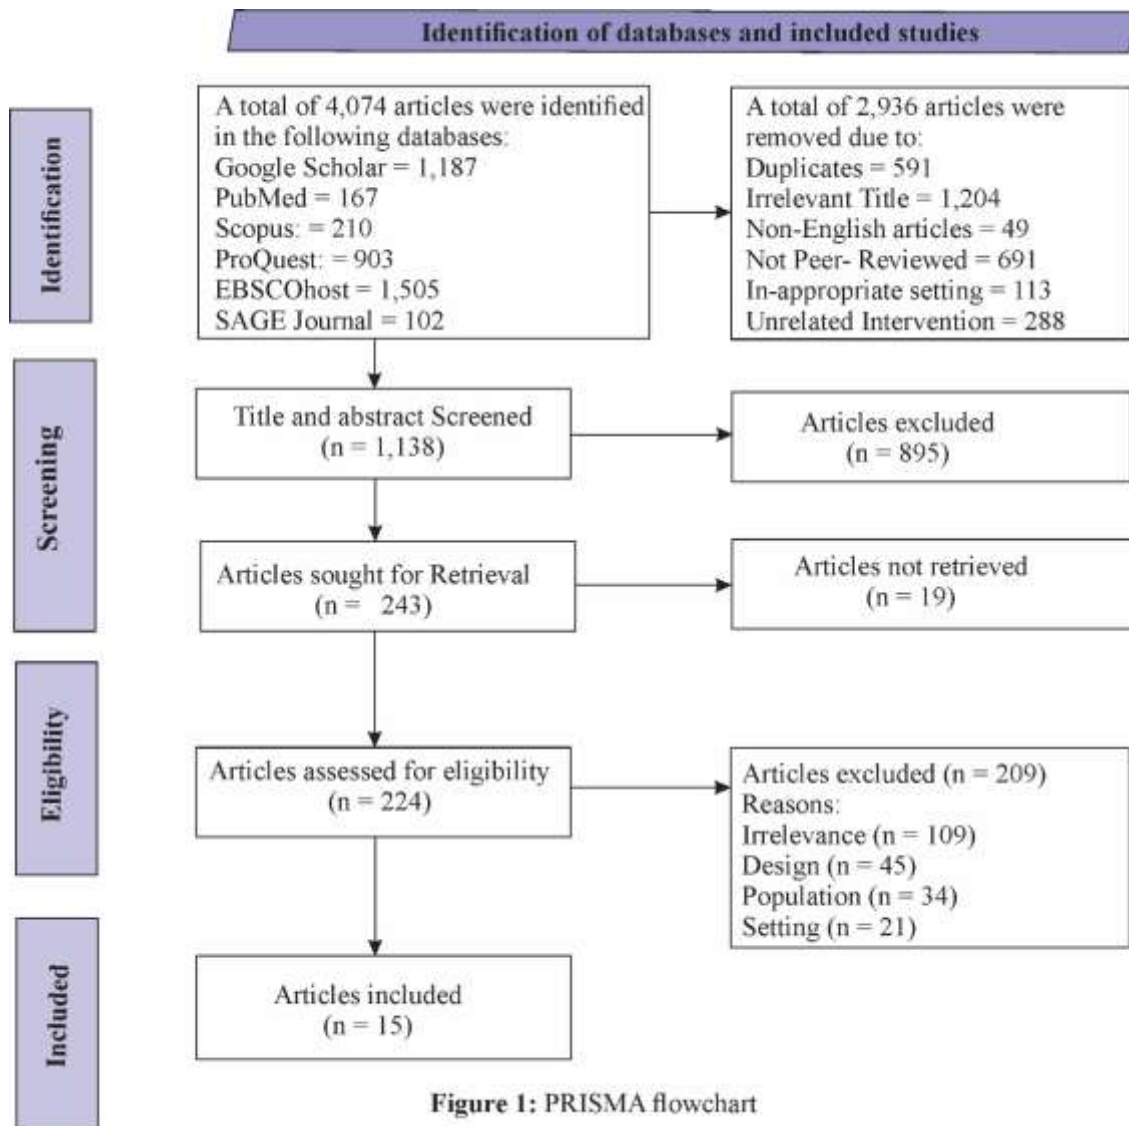 Identification of databases and included studies
Identification
A total of 4,074 articles were identified
in the following databases:
Google Scholar = 1,187
PubMed = 167
Scopus: = 210
ProQuest: = 903
EBSCOhost = 1,505
SAGE Journal = 102
A total of 2,936 articles were
removed due to:
Duplicates = 591
Irrelevant Title = 1,204
Non-English articles = 49
Not Peer- Reviewed = 691
In-appropriate setting = 113
Unrelated Intervention = 288
Screening
Title and abstract Screened
(n = 1,138)
Articles excluded
(n = 895)
Articles sought for Retrieval
(n = 243)
Articles not retrieved
(n = 19)
Eligibility
Articles assessed for eligibility
(n = 224)
Articles excluded (n = 209)
Reasons:
Irrelevance (n = 109)
Design (n = 45)
Population (n = 34)
Setting (n = 21)
Included
Articles included
(n = 15)
Figure 1: PRISMA flowchart